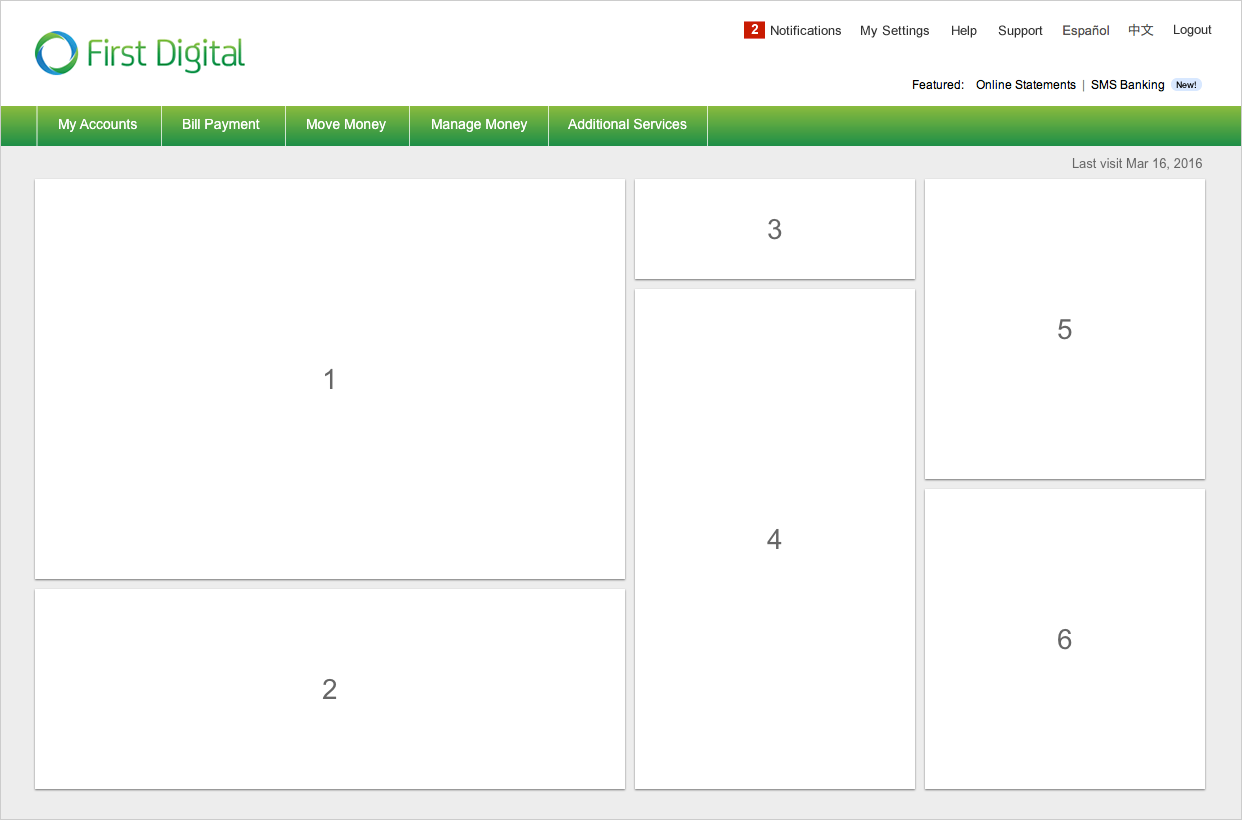 2 Notifications My Settings Help Support Español 中文 Logout
First Digital
Featured: Online Statements | SMS Banking New!
My Accounts Bill Payment Move Money Manage Money Additional Services
Last visit Mar 16, 2016
1
2
3
4
5
6